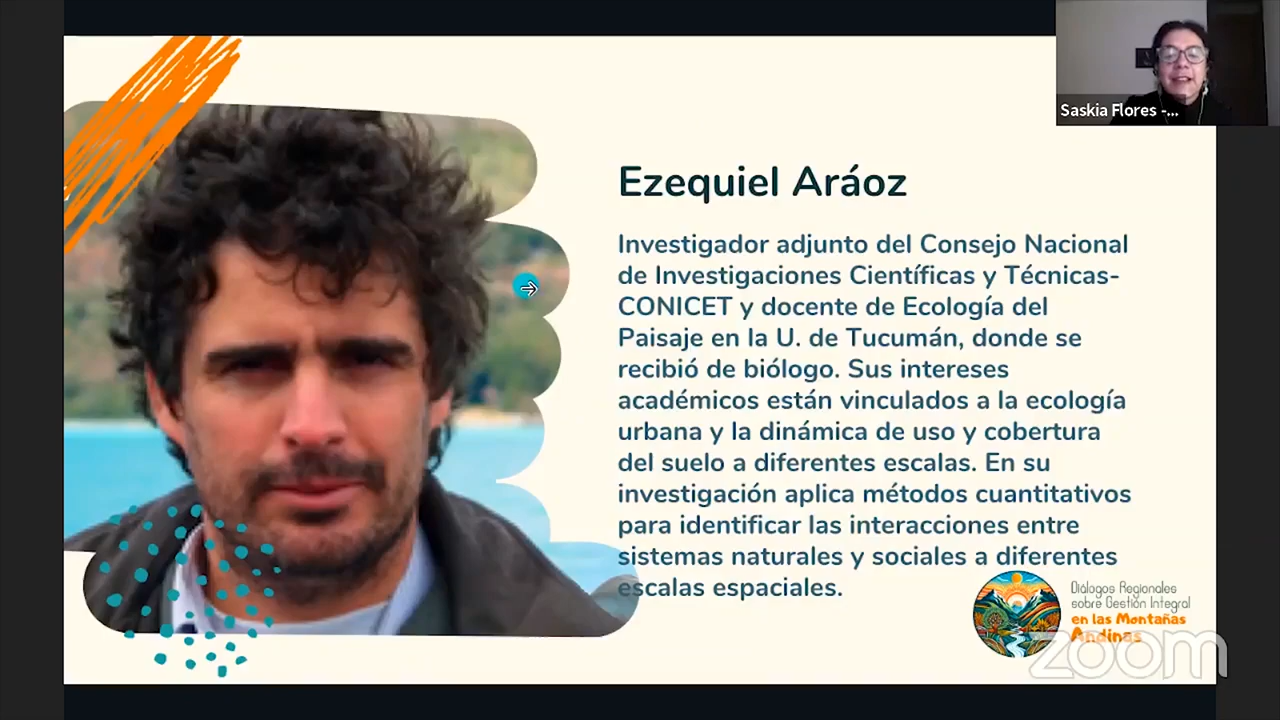 Saskia Flores -...
Ezequiel Aráoz
Investigador adjunto del Consejo Nacional
de Investigaciones Científicas y Técnicas-
CONICET y docente de Ecología del
Paisaje en la U. de Tucumán, donde se
recibió de biólogo. Sus intereses
académicos están vinculados a la ecología
urbana y la dinámica de uso y cobertura
del suelo a diferentes escalas. En su
investigación aplica métodos cuantitativos
para identificar las interacciones entre
sistemas naturales y sociales a diferentes
escalas espaciales.
Diálogos Regionales
sobre Gestión Integral
en las Montañas
Andinas
zoom